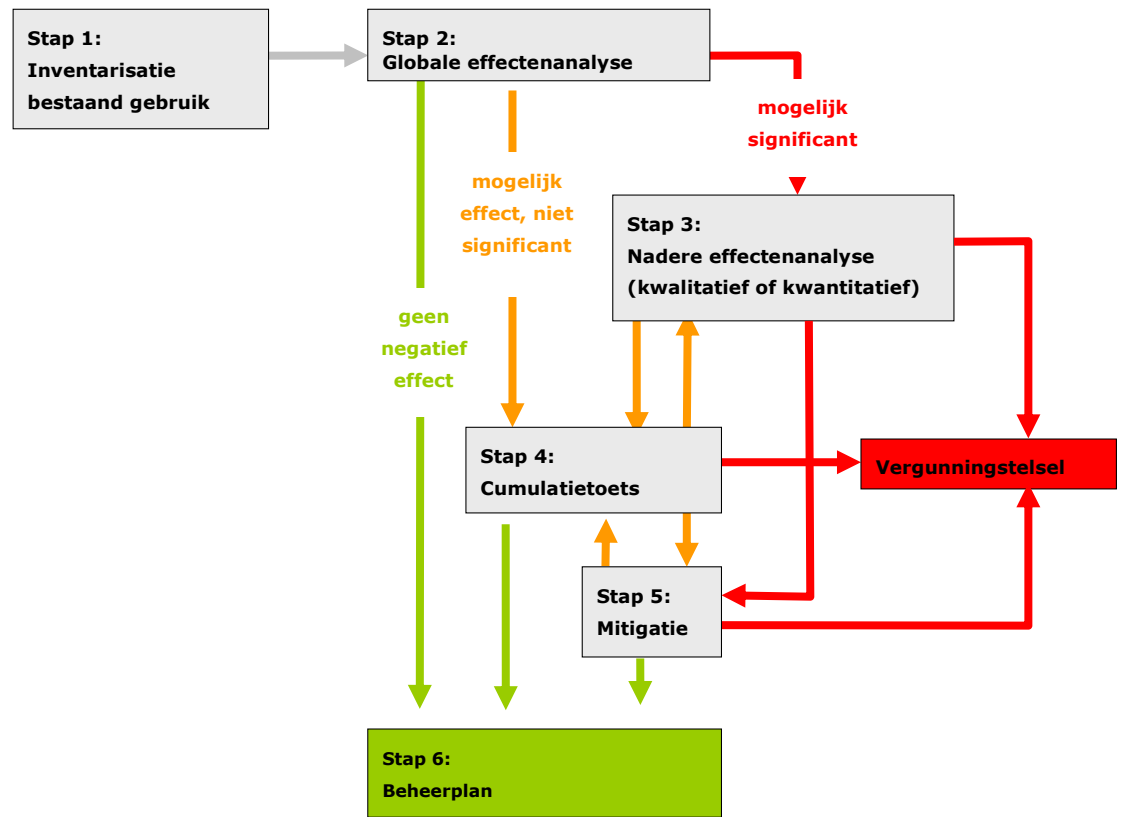 Stap 1:
Inventarisatie
bestaand gebruik
Stap 2:
Globale effectenanalyse
mogelijk
significant
mogelijk
effect, niet
significant
Stap 3:
Nadere effectenanalyse
(kwalitatief of kwantitatief)
geen
negatief
effect
Stap 4:
Cumulatietoets
Vergunningstelsel
Stap 5:
Mitigatie
Stap 6:
Beheerplan